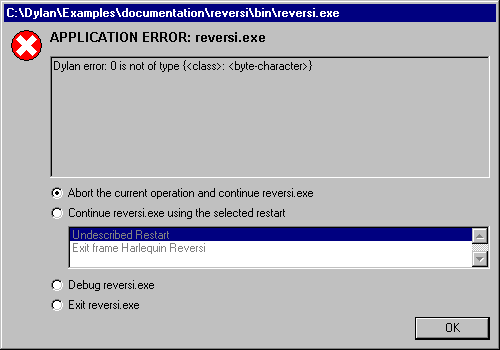 C:\Dylan\Examples\documentation\reversi\bin\reversi.exe
APPLICATION ERROR: reversi.exe
Dylan error: 0 is not of type {<class>: <byte-character>}
Abort the current operation and continue reversi.exe
Continue reversi.exe using the selected restart
Undescribed Restart
Exit frame Harlequin Reversi
Debug reversi.exe
Exit reversi.exe
OK